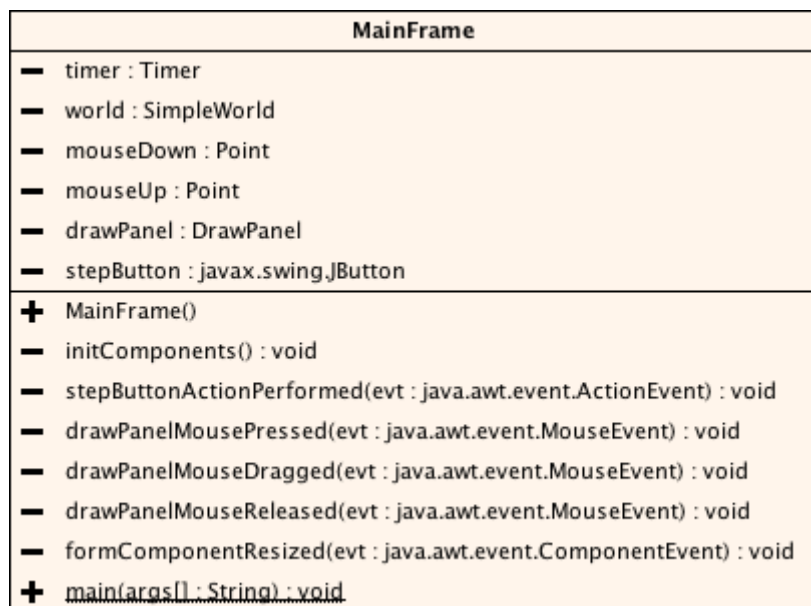 MainFrame
timer : Timer
world : SimpleWorld
mouseDown : Point
mouseUp : Point
drawPanel : DrawPanel
stepButton : javax.swing.JButton
MainFrame()
initComponents() : void
stepButtonActionPerformed(evt : java.awt.event.ActionEvent) : void
drawPanelMousePressed(evt : java.awt.event.MouseEvent) : void
drawPanelMouseDragged(evt : java.awt.event.MouseEvent) : void
drawPanelMouseReleased(evt : java.awt.event.MouseEvent) : void
formComponentResized(evt : java.awt.event.ComponentEvent) : void
main(args[] : String) : void